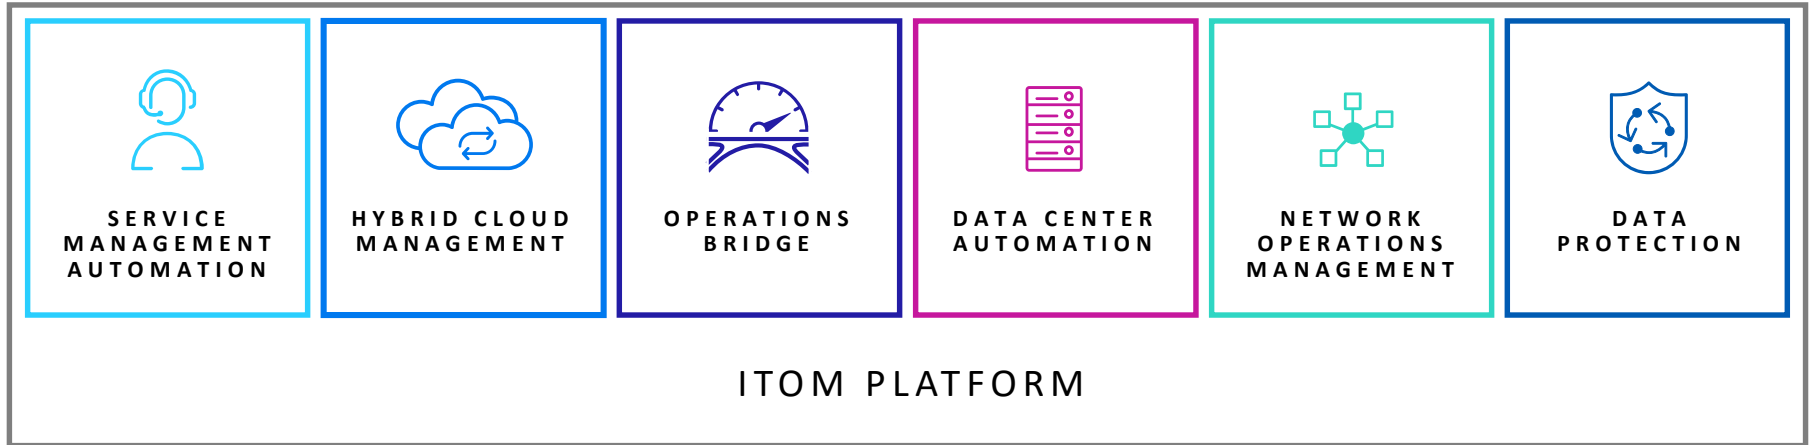 SERVICE
MANAGEMENT
AUTOMATION
HYBRID CLOUD
MANAGEMENT
OPERATIONS
BRIDGE
DATA CENTER
AUTOMATION
NETWORK
OPERATIONS
MANAGEMENT
DATA
PROTECTION
ITOM PLATFORM